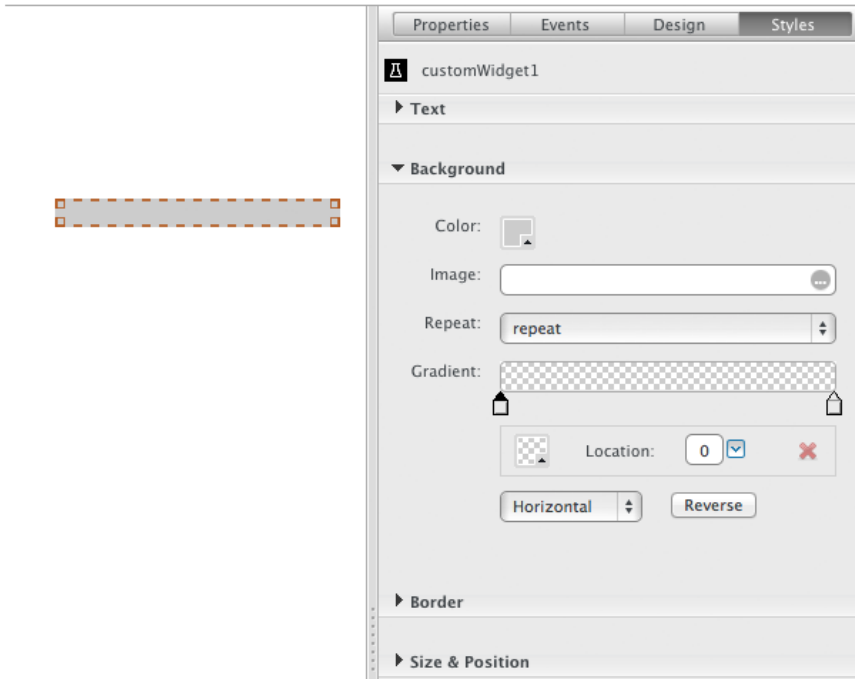 Properties Events Design Styles
customWidget1
Text
Background
Color:
Image:
...
Repeat: repeat
Gradient:
Location: 0
Horizontal Reverse
Border
Size & Position